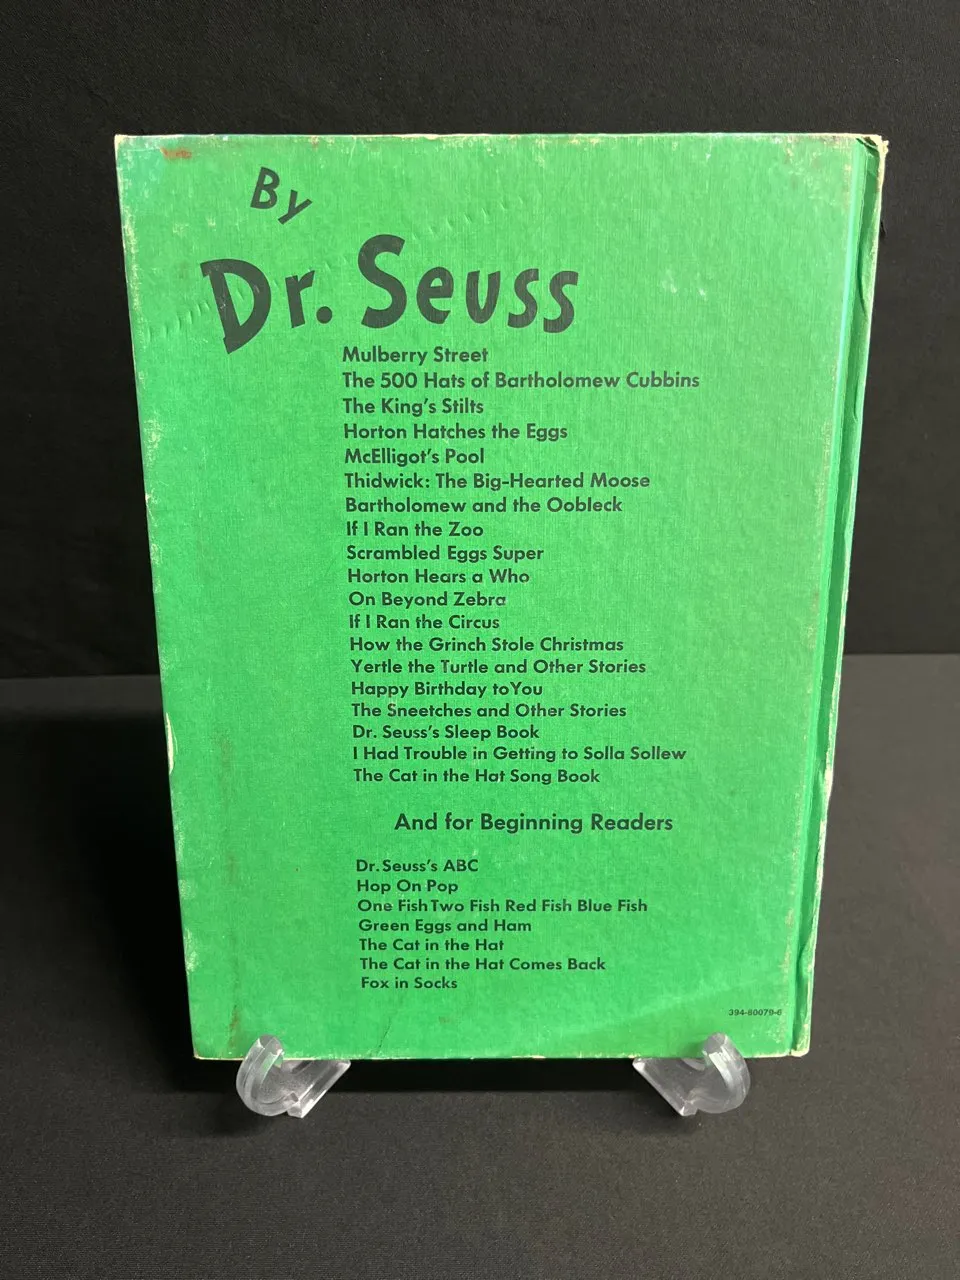 By
Dr. Seuss
Mulberry Street
The 500 Hats of Bartholomew Cubbins
The King's Stilts
Horton Hatches the Eggs
McElligot's Pool
Thidwick: The Big-Hearted Moose
Bartholomew and the Oobleck
If I Ran the Zoo
Scrambled Eggs Super
Horton Hears a Who
On Beyond Zebra
If I Ran the Circus
How the Grinch Stole Christmas
Yertle the Turtle and Other Stories
Happy Birthday to You
The Sneetches and Other Stories
Dr. Seuss's Sleep Book
I Had Trouble in Getting to Solla Sollew
The Cat in the Hat Song Book
And for Beginning Readers
Dr. Seuss's ABC
Hop On Pop
One Fish Two Fish Red Fish Blue Fish
Green Eggs and Ham
The Cat in the Hat
The Cat in the Hat Comes Back
Fox in Socks
394-80079-6